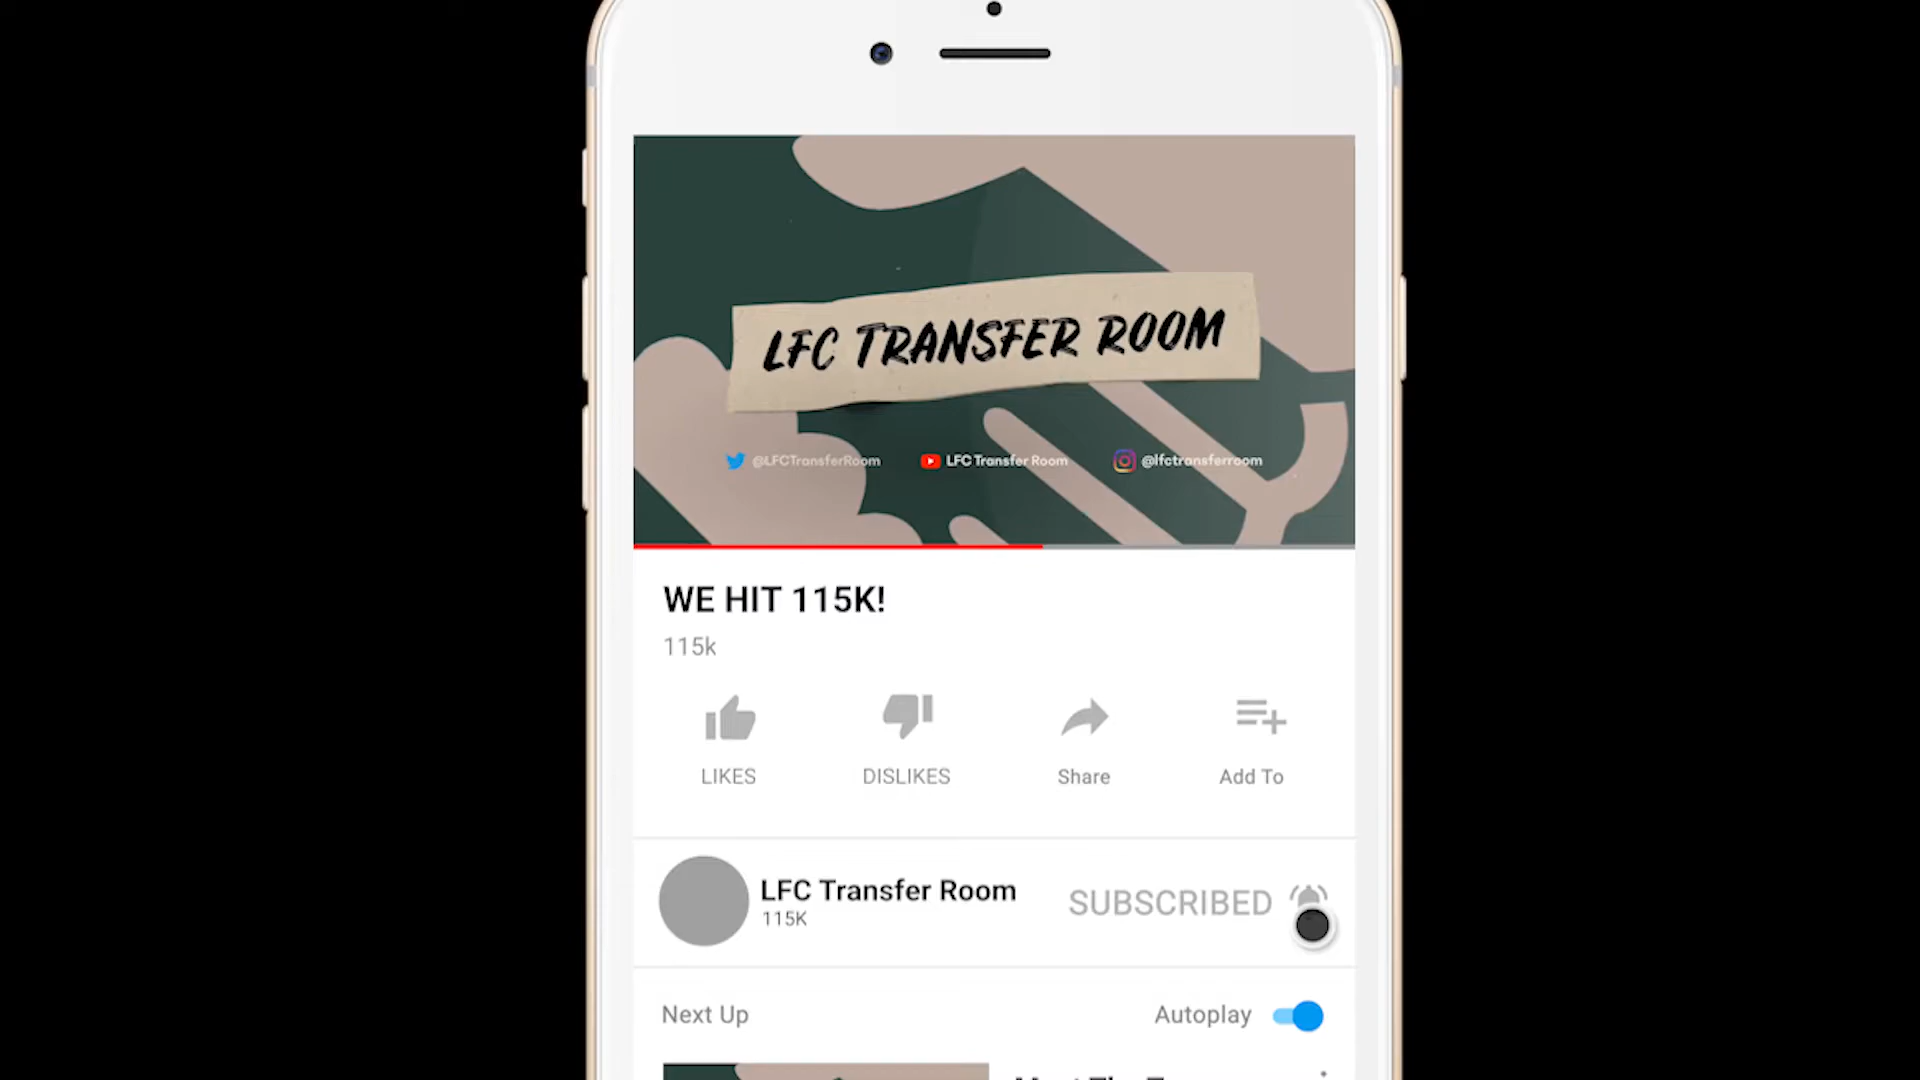 LFC TRANSFER ROOM
@LFCTransferRoom LFC Transfer Room @lfctransferroom
WE HIT 115K!
115k
LIKES DISLIKES Share Add To
LFC Transfer Room
115K
SUBSCRIBED
Next Up Autoplay